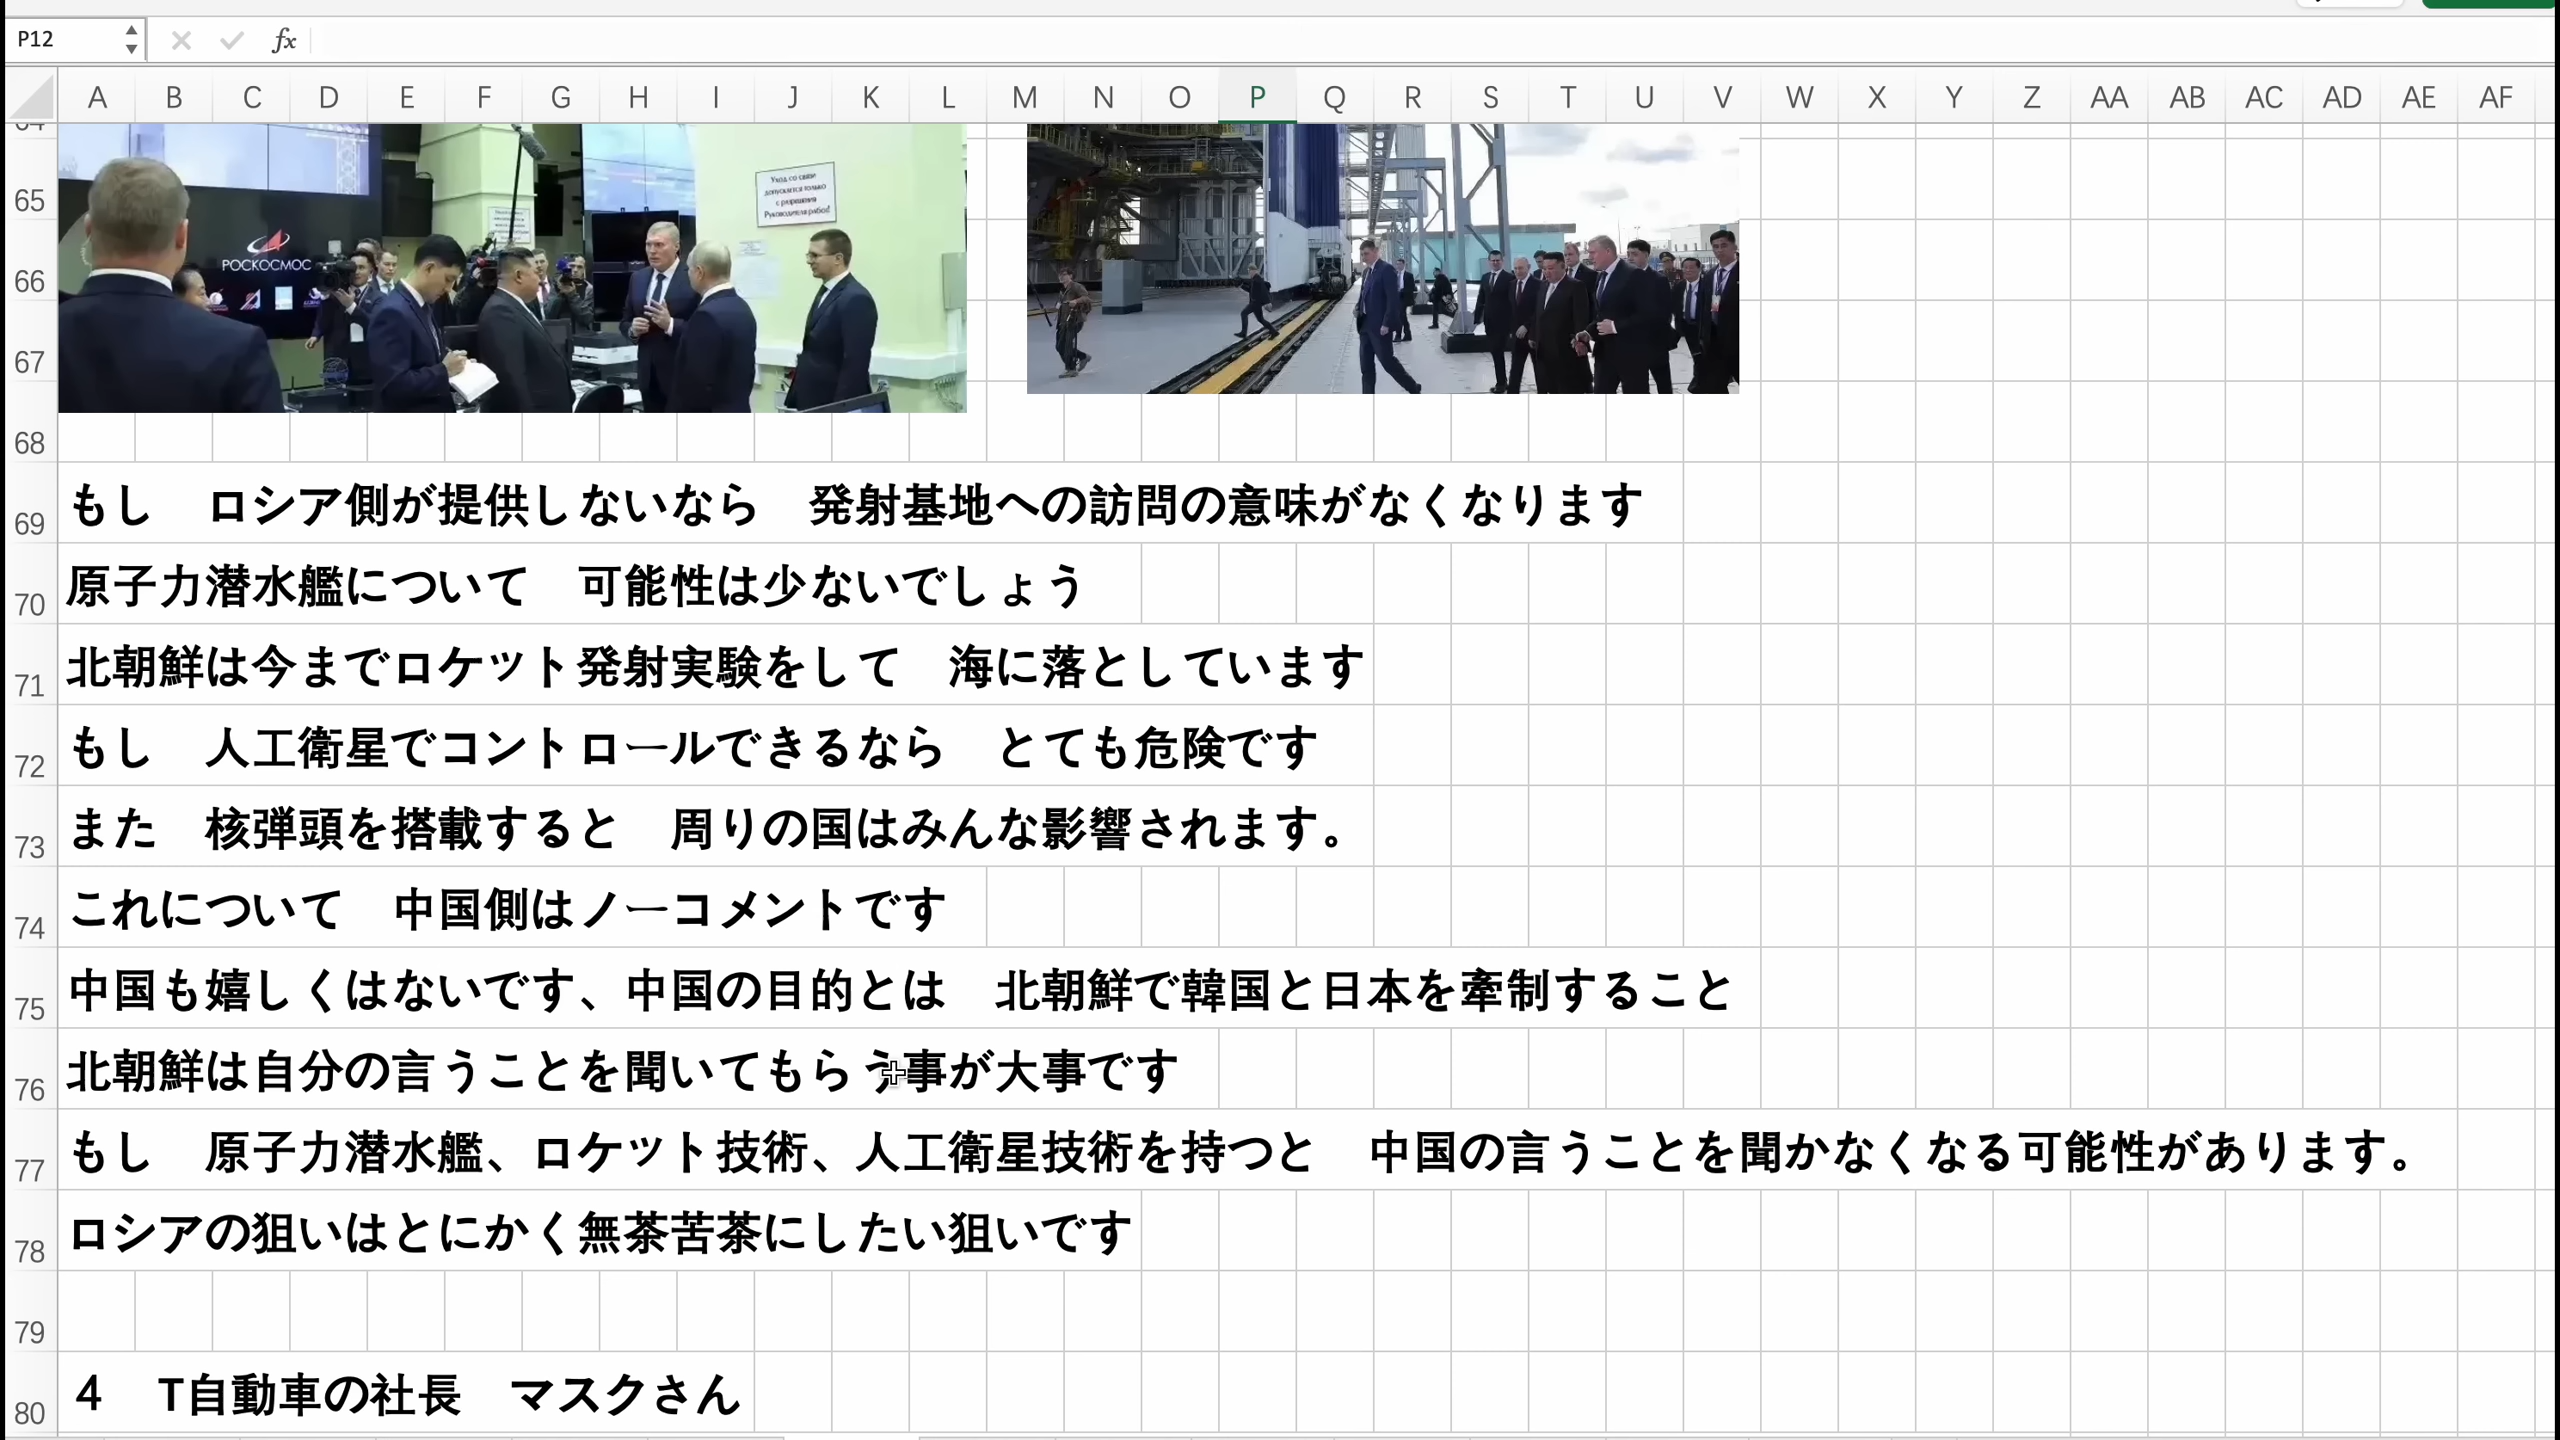 P12
fx
A B C D E F G H I J K L M N O P Q R S T U V W X Y Z AA AB AC AD AE AF
64
65
Уход со связи
допускается только
с разрешения
Руководителя работ!
66
РОСКОСМОС
67
68
69 もし　ロシア側が提供しないなら　発射基地への訪問の意味がなくなります
70 原子力潜水艦について　可能性は少ないでしょう
71 北朝鮮は今までロケット発射実験をして　海に落としています
72 もし　人工衛星でコントロールできるなら　とても危険です
73 また　核弾頭を搭載すると　周りの国はみんな影響されます。
74 これについて　中国側はノーコメントです
75 中国も嬉しくはないです、中国の目的とは　北朝鮮で韓国と日本を牽制すること
76 北朝鮮は自分の言うことを聞いてもらう事が大事です
77 もし　原子力潜水艦、ロケット技術、人工衛星技術を持つと　中国の言うことを聞かなくなる可能性があります。
78 ロシアの狙いはとにかく無茶苦茶にしたい狙いです
79
80 4　T自動車の社長　マスクさん